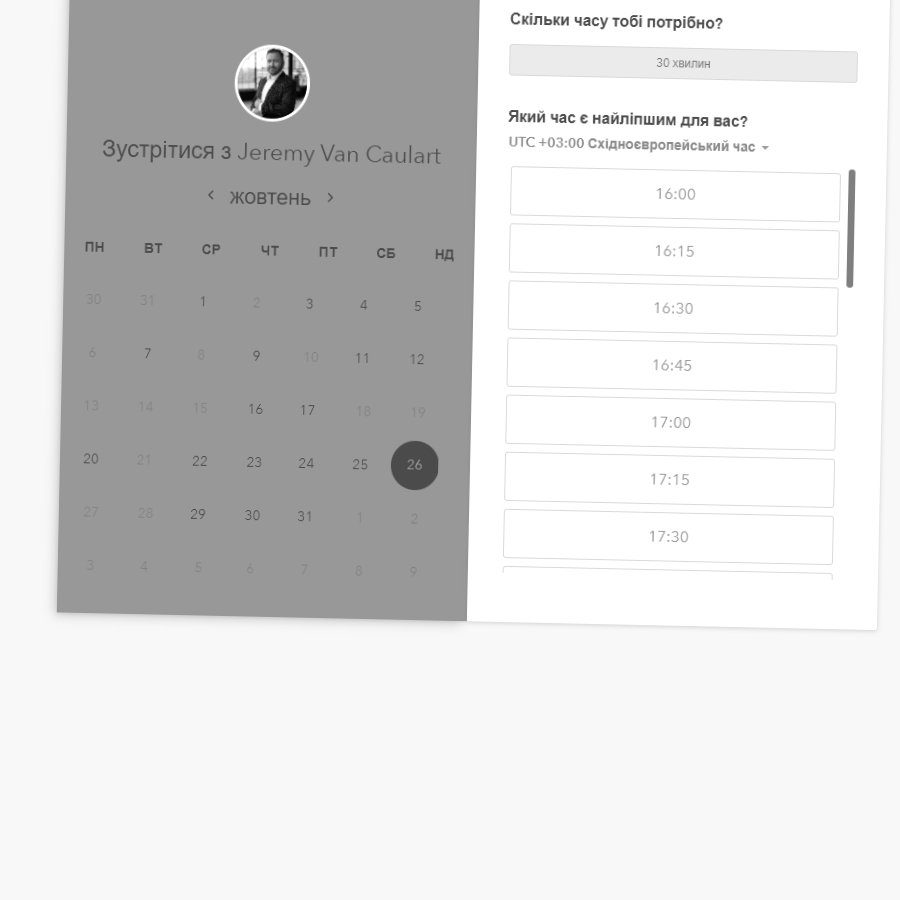 Зустрітися з Jeremy Van Caulart
жовтень
ПН ВТ СР ЧТ ПТ СБ НД
30 31 1 2 3 4 5
6 7 8 9 10 11 12
13 14 15 16 17 18 19
20 21 22 23 24 25 26
27 28 29 30 31 1 2
3 4 5 6 7 8 9
Скільки часу тобі потрібно?
30 хвилин
Який час є найліпшим для вас?
UTC +03:00 Східноєвропейський час
16:00
16:15
16:30
16:45
17:00
17:15
17:30